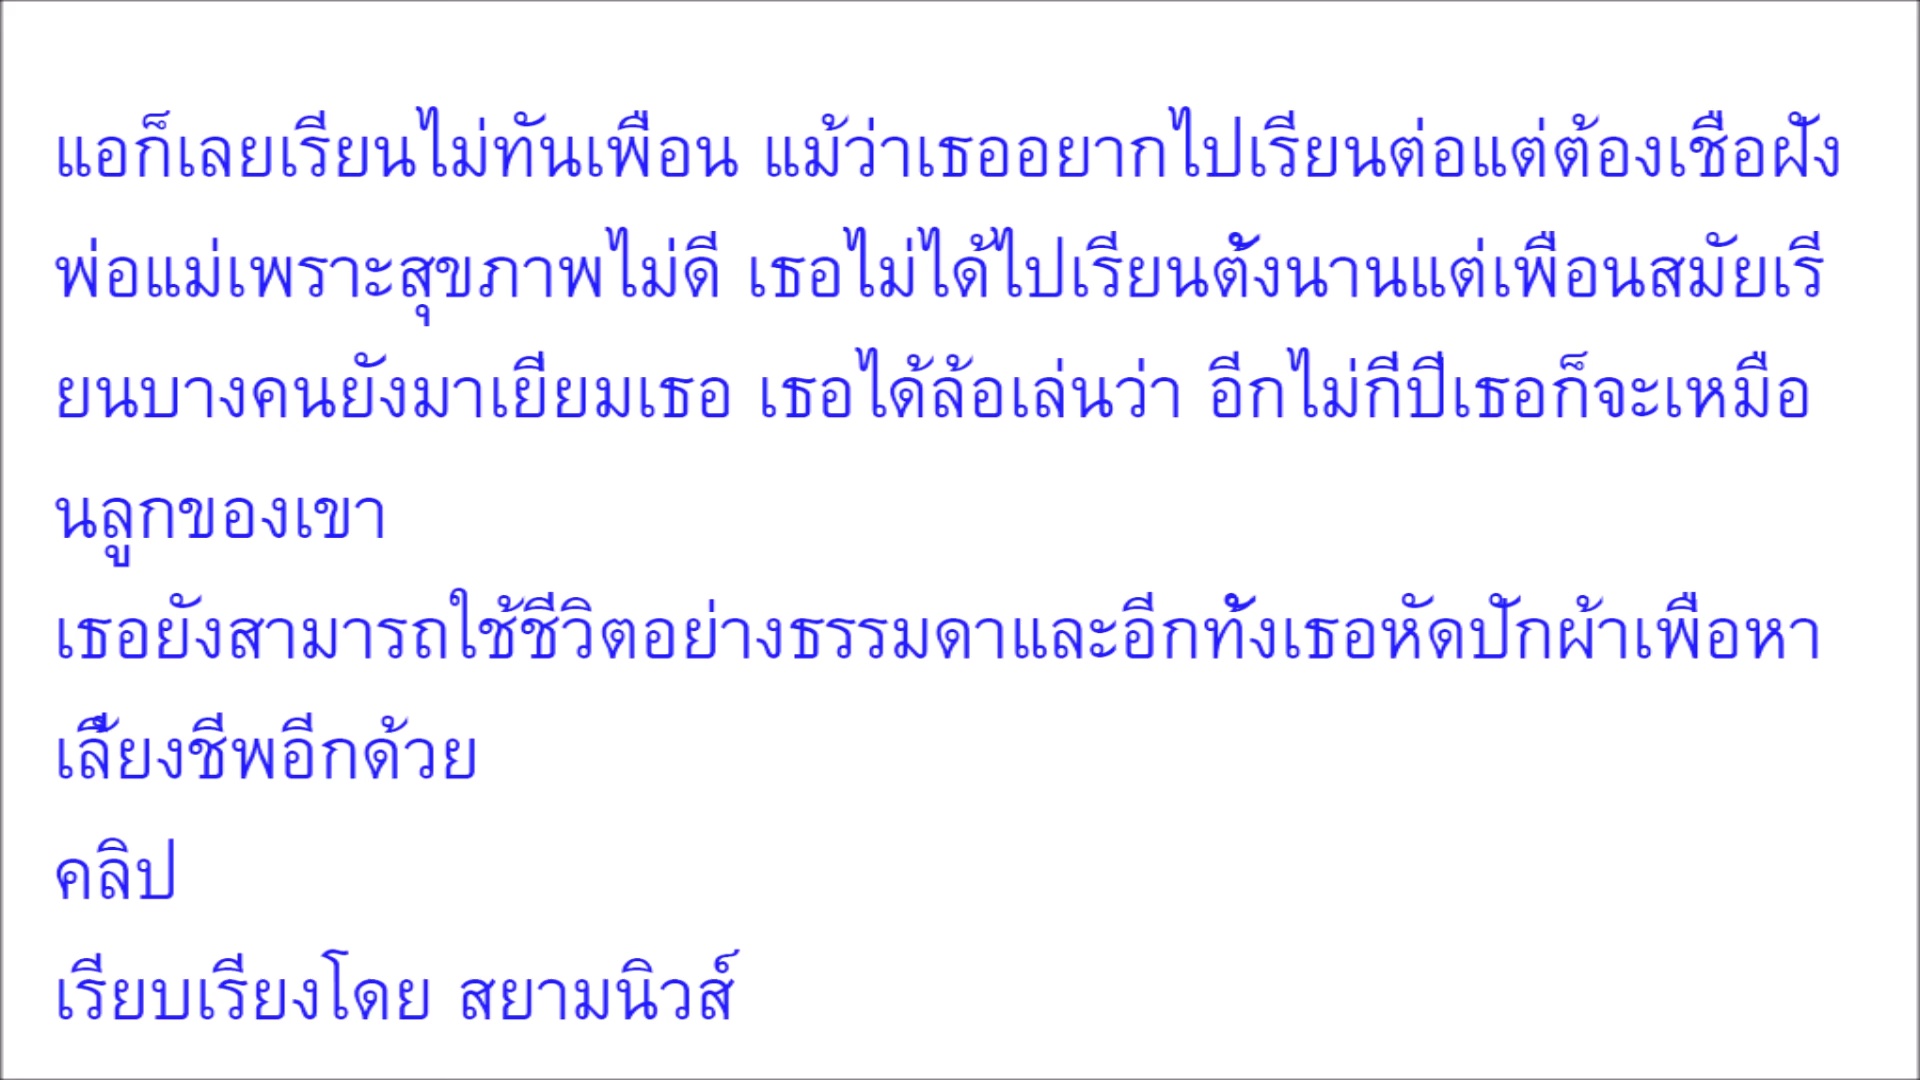 แอก็เลยเรียนไม่ทันเพื่อน แม้ว่าเธออยากไปเรียนต่อแต่ต้องเชื่อฝัง
พ่อแม่เพราะสุขภาพไม่ดี เธอไม่ได้ไปเรียนตั้งนานแต่เพื่อนสมัยเรี
ยนบางคนยังมาเยี่ยมเธอ เธอได้ล้อเล่นว่า อีกไม่กี่ปีเธอก็จะเหมือ
นลูกของเขา
เธอยังสามารถใช้ชีวิตอย่างธรรมดาและอีกทั้งเธอหัดปักผ้าเพื่อหา
เลี้ยงชีพอีกด้วย
คลิป
เรียบเรียงโดย สยามนิวส์